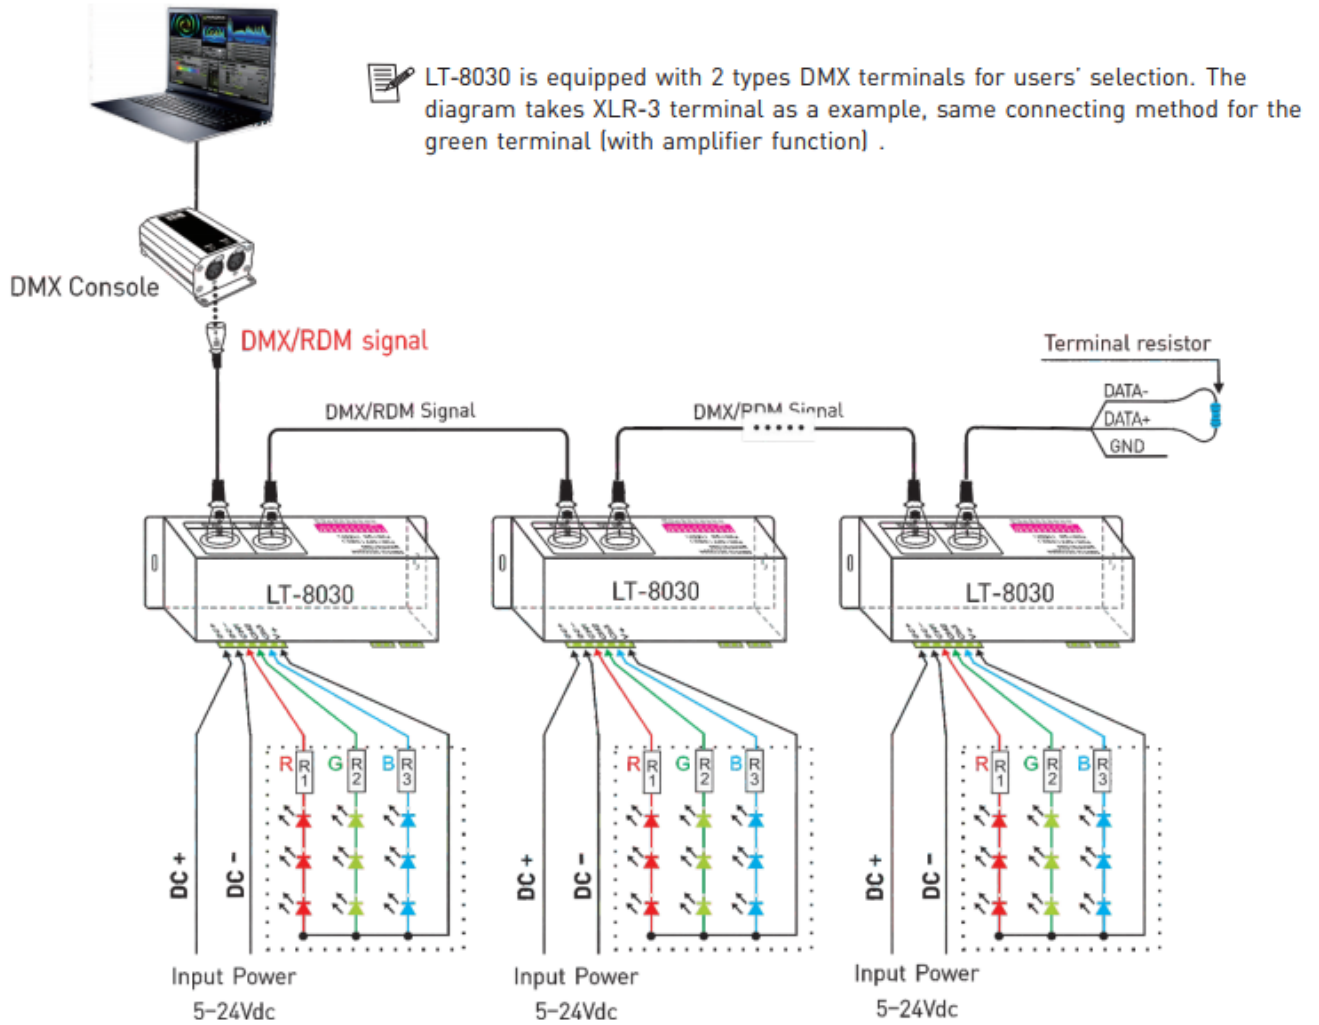 LT-8030 is equipped with 2 types DMX terminals for users' selection. The
diagram takes XLR-3 terminal as a example, same connecting method for the
green terminal (with amplifier function) .
DMX Console
DMX/RDM signal
Terminal resistor
DMX/RDM Signal
DMX/RDM Signal
DATA-
DATA+
GND
LT-8030
LT-8030
LT-8030
R R1 G R2 B R3
R R1 G R2 B R3
R R1 G R2 B R3
DC + DC -
DC + DC -
DC + DC -
Input Power
5-24Vdc
Input Power
5-24Vdc
Input Power
5-24Vdc